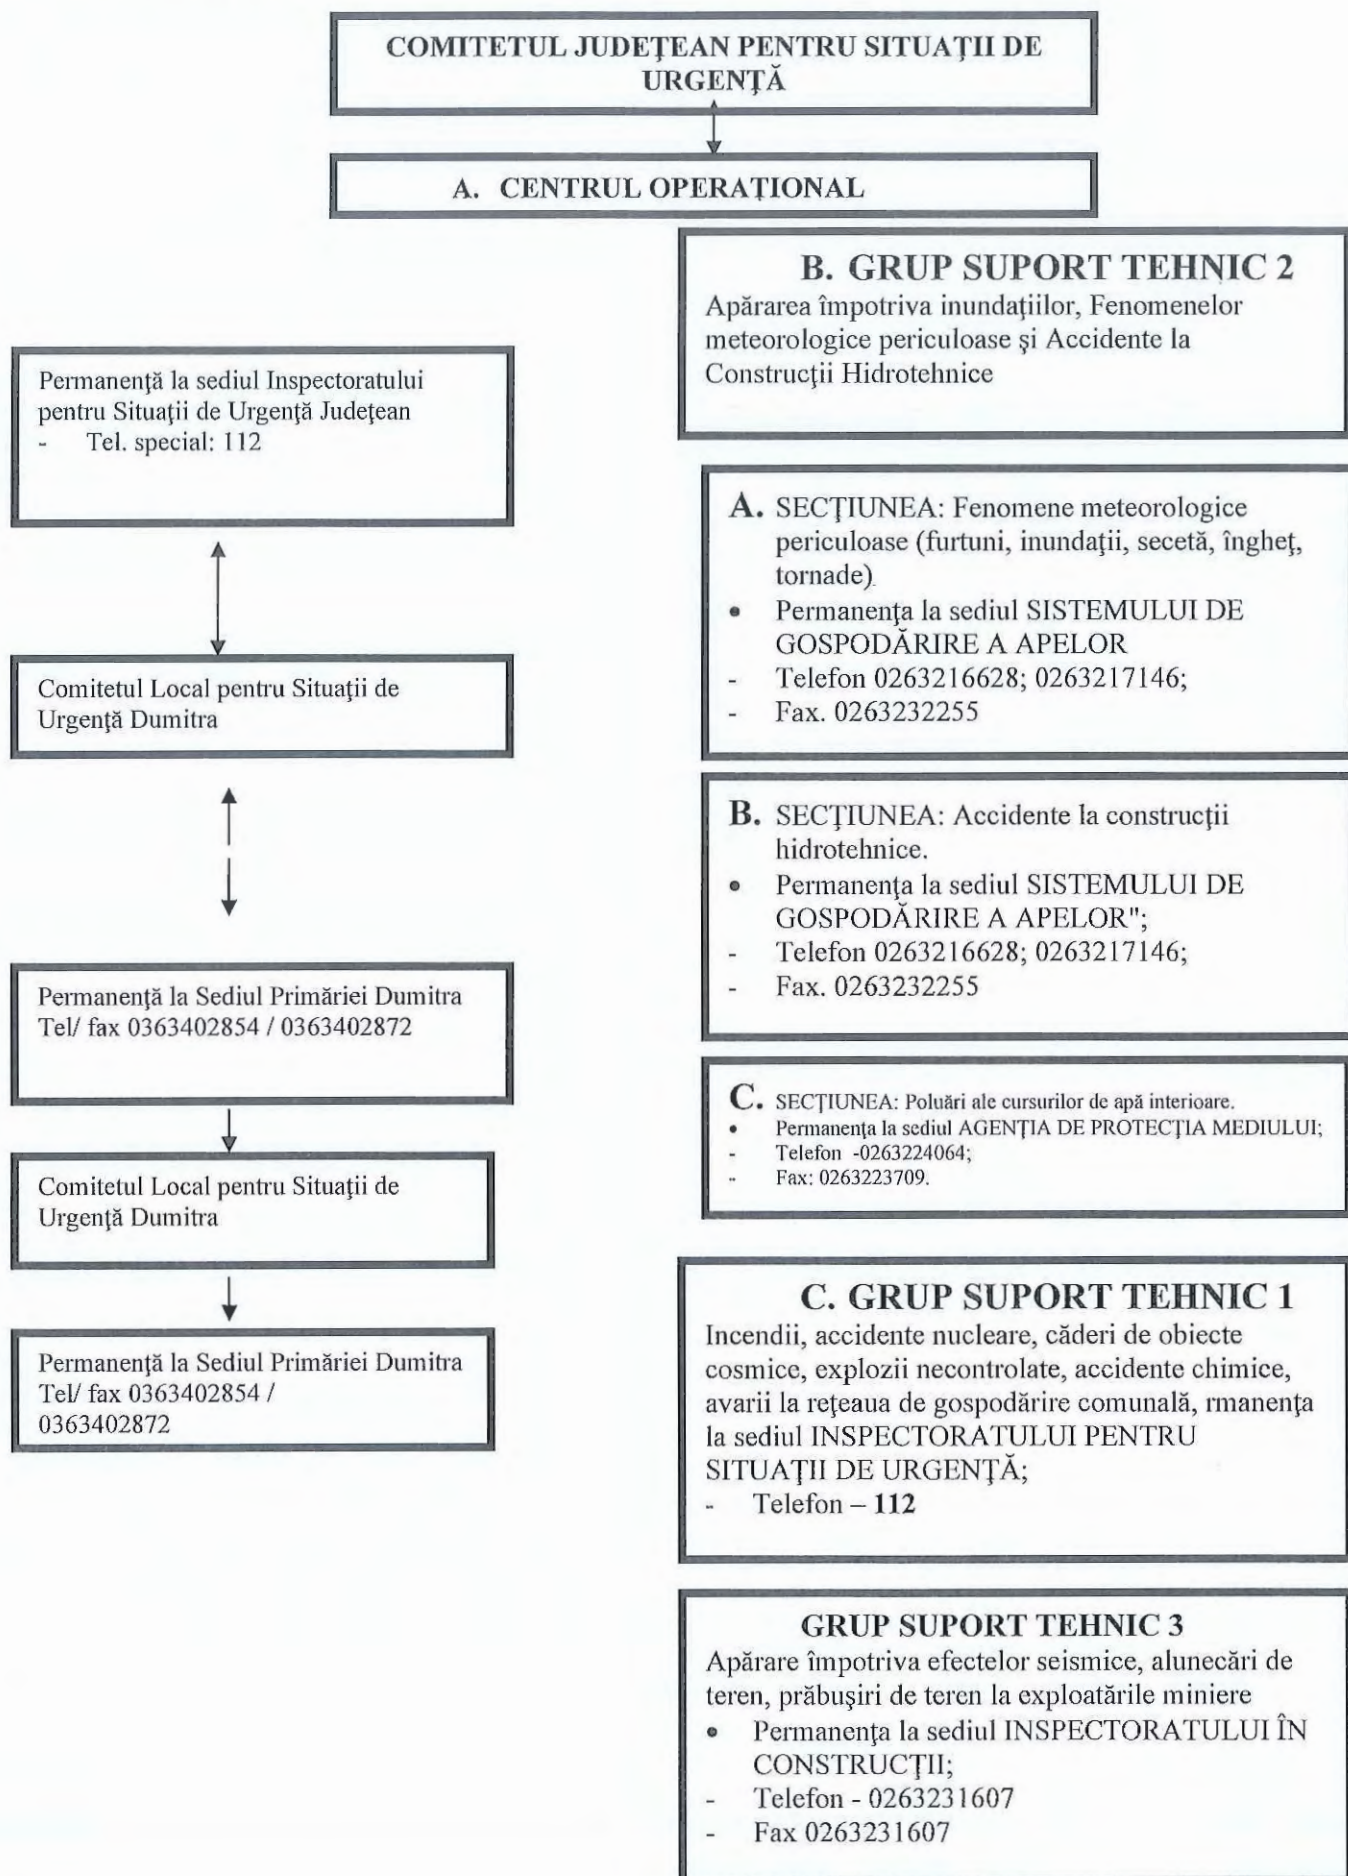 COMITETUL JUDEŢEAN PENTRU SITUAŢII DE
URGENŢĂ
A. CENTRUL OPERAŢIONAL
Permanenţă la sediul Inspectoratului
pentru Situaţii de Urgenţă Judeţean
- Tel. special: 112
Comitetul Local pentru Situaţii de
Urgenţă Dumitra
Permanenţă la Sediul Primăriei Dumitra
Tel/ fax 0363402854 / 0363402872
Comitetul Local pentru Situaţii de
Urgenţă Dumitra
Permanenţă la Sediul Primăriei Dumitra
Tel/ fax 0363402854 /
0363402872
B. GRUP SUPORT TEHNIC 2
Apărarea împotriva inundaţiilor, Fenomenelor
meteorologice periculoase şi Accidente la
Construcţii Hidrotehnice
A. SECŢIUNEA: Fenomene meteorologice
periculoase (furtuni, inundaţii, secetă, îngheţ,
tornade)
• Permanenţa la sediul SISTEMULUI DE
GOSPODĂRIRE A APELOR
- Telefon 0263216628; 0263217146;
- Fax. 0263232255
B. SECŢIUNEA: Accidente la construcţii
hidrotehnice.
• Permanenţa la sediul SISTEMULUI DE
GOSPODĂRIRE A APELOR";
- Telefon 0263216628; 0263217146;
- Fax. 0263232255
C. SECŢIUNEA: Poluări ale cursurilor de apă interioare.
• Permanenţa la sediul AGENŢIA DE PROTECŢIA MEDIULUI;
- Telefon -0263224064;
- Fax: 0263223709.
C. GRUP SUPORT TEHNIC 1
Incendii, accidente nucleare, căderi de obiecte
cosmice, explozii necontrolate, accidente chimice,
avarii la reţeaua de gospodărire comunală, rmanenţa
la sediul INSPECTORATULUI PENTRU
SITUAŢII DE URGENŢĂ;
- Telefon – 112
GRUP SUPORT TEHNIC 3
Apărare împotriva efectelor seismice, alunecări de
teren, prăbuşiri de teren la exploatările miniere
• Permanenţa la sediul INSPECTORATULUI ÎN
CONSTRUCŢII;
- Telefon - 0263231607
- Fax 0263231607